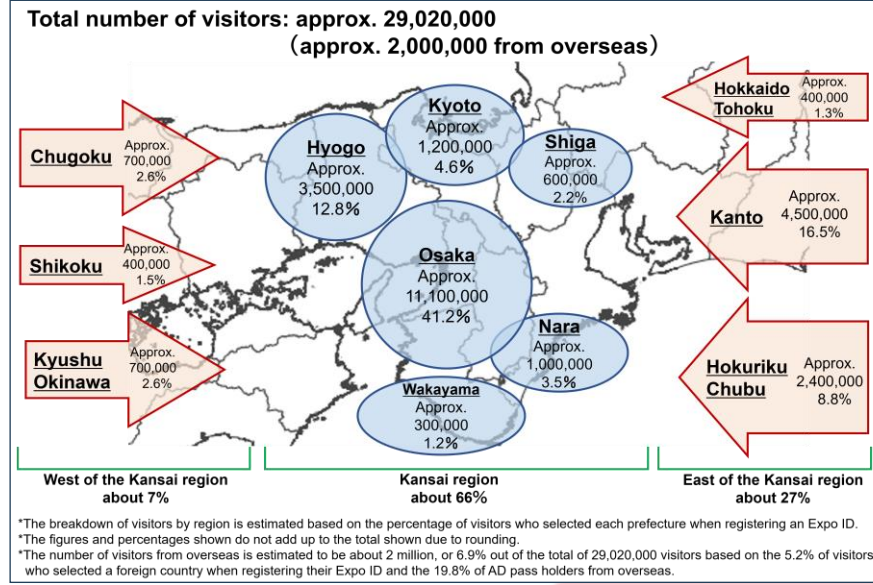 Total number of visitors: approx. 29,020,000
(approx. 2,000,000 from overseas)
Chugoku
Approx.
700,000
2.6%
Shikoku
Approx.
400,000
1.5%
Kyushu
Okinawa
Approx.
700,000
2.6%
Hyogo
Approx.
3,500,000
12.8%
Kyoto
Approx.
1,200,000
4.6%
Shiga
Approx.
600,000
2.2%
Osaka
Approx.
11,100,000
41.2%
Nara
Approx.
1,000,000
3.5%
Wakayama
Approx.
300,000
1.2%
Hokkaido
Tohoku
Approx.
400,000
1.3%
Kanto
Approx.
4,500,000
16.5%
Hokuriku
Chubu
Approx.
2,400,000
8.8%
West of the Kansai region
about 7%
Kansai region
about 66%
East of the Kansai region
about 27%
*The breakdown of visitors by region is estimated based on the percentage of visitors who selected each prefecture when registering an Expo ID.
*The figures and percentages shown do not add up to the total shown due to rounding.
*The number of visitors from overseas is estimated to be about 2 million, or 6.9% out of the total of 29,020,000 visitors based on the 5.2% of visitors
who selected a foreign country when registering their Expo ID and the 19.8% of AD pass holders from overseas.